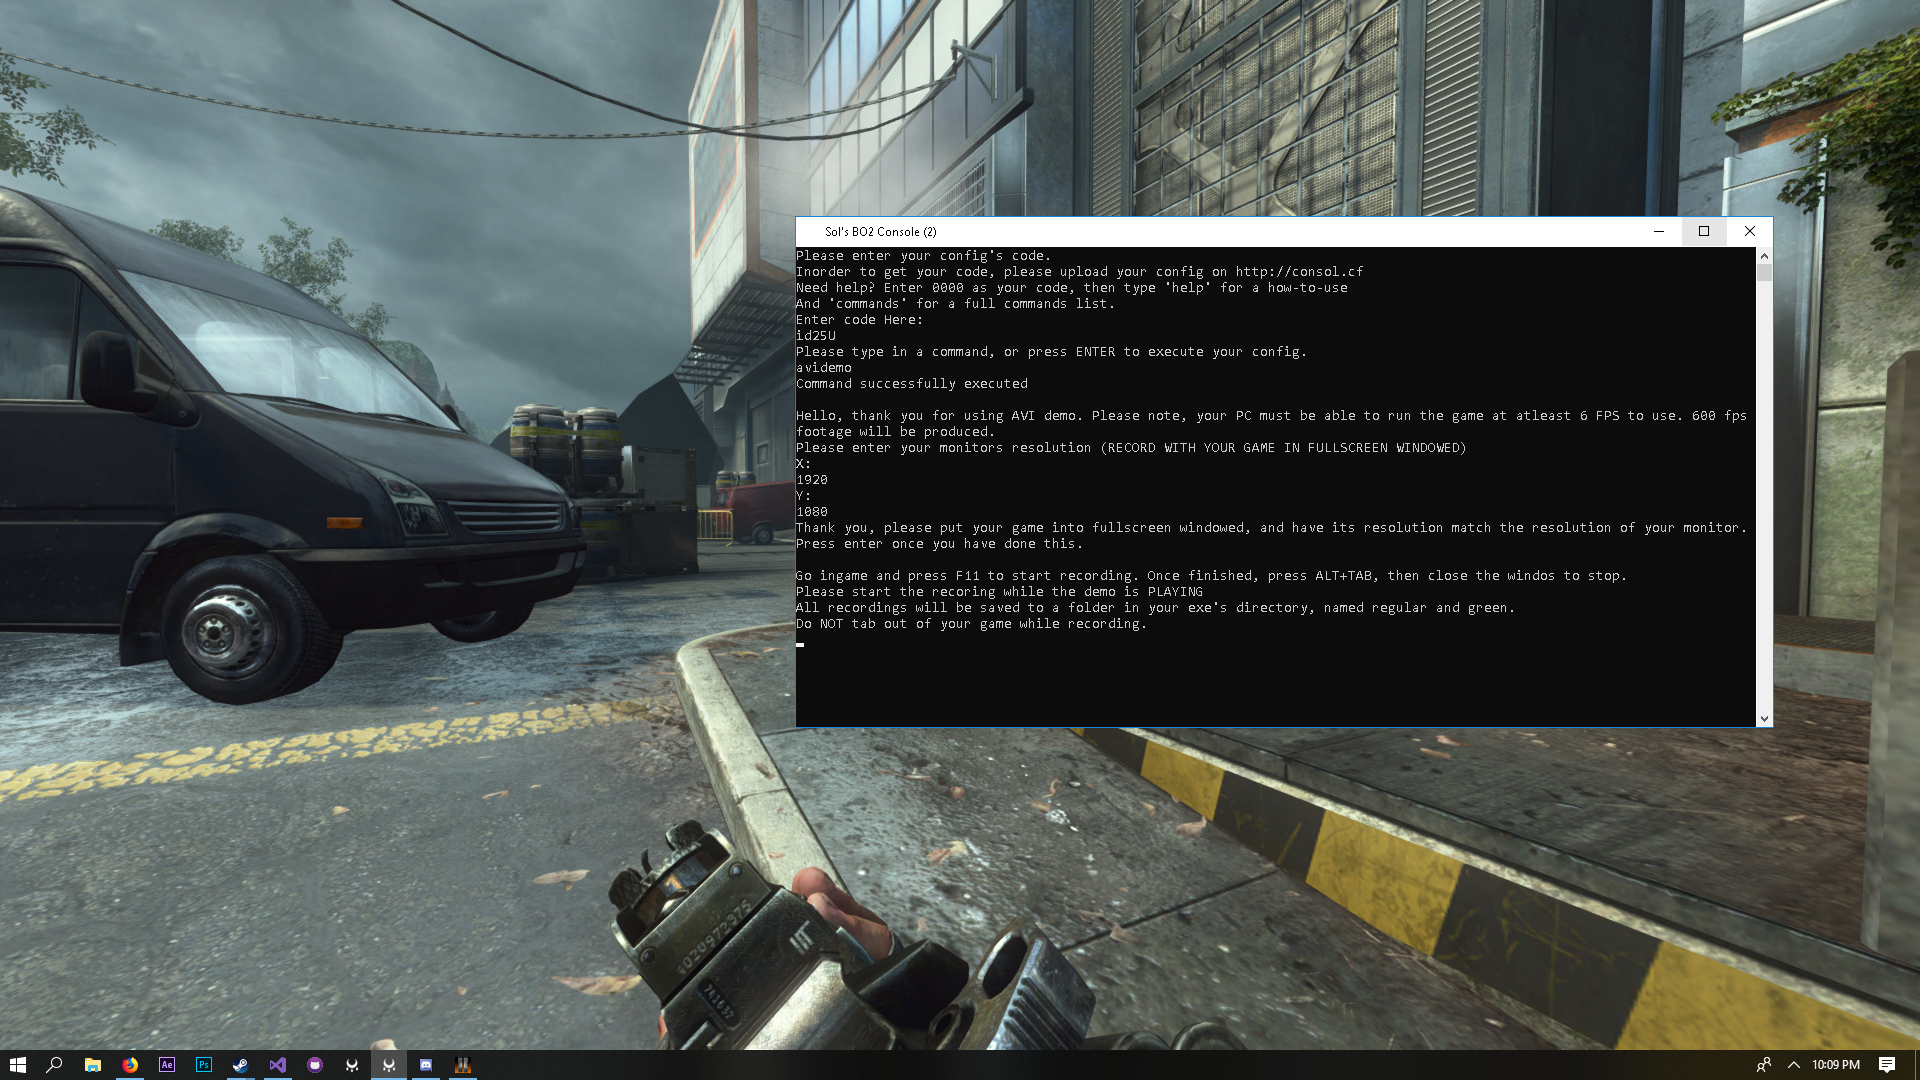 Sol's BO2 Console (2)
Please enter your config's code.
Inorder to get your code, please upload your config on http://consol.cf
Need help? Enter 0000 as your code, then type 'help' for a how-to-use
And 'commands' for a full commands list.
Enter code Here:
id25U
Please type in a command, or press ENTER to execute your config.
avidemo
Command successfully executed
Hello, thank you for using AVI demo. Please note, your PC must be able to run the game at atleast 6 FPS to use. 600 fps
footage will be produced.
Please enter your monitors resolution (RECORD WITH YOUR GAME IN FULLSCREEN WINDOWED)
X:
1920
Y:
1080
Thank you, please put your game into fullscreen windowed, and have its resolution match the resolution of your monitor.
Press enter once you have done this.
Go ingame and press F11 to start recording. Once finished, press ALT+TAB, then close the windos to stop.
Please start the recoring while the demo is PLAYING
All recordings will be saved to a folder in your exe's directory, named regular and green.
Do NOT tab out of your game while recording.
1020972375
741632
Ae
Ps
10:09 PM